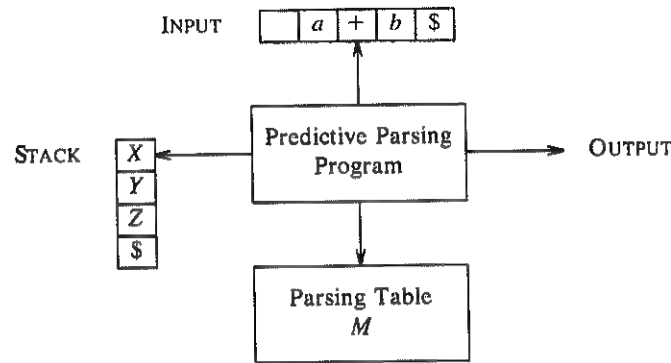 INPUT a + b $
Predictive Parsing
Program
STACK X
Y
Z
$
OUTPUT
Parsing Table
M